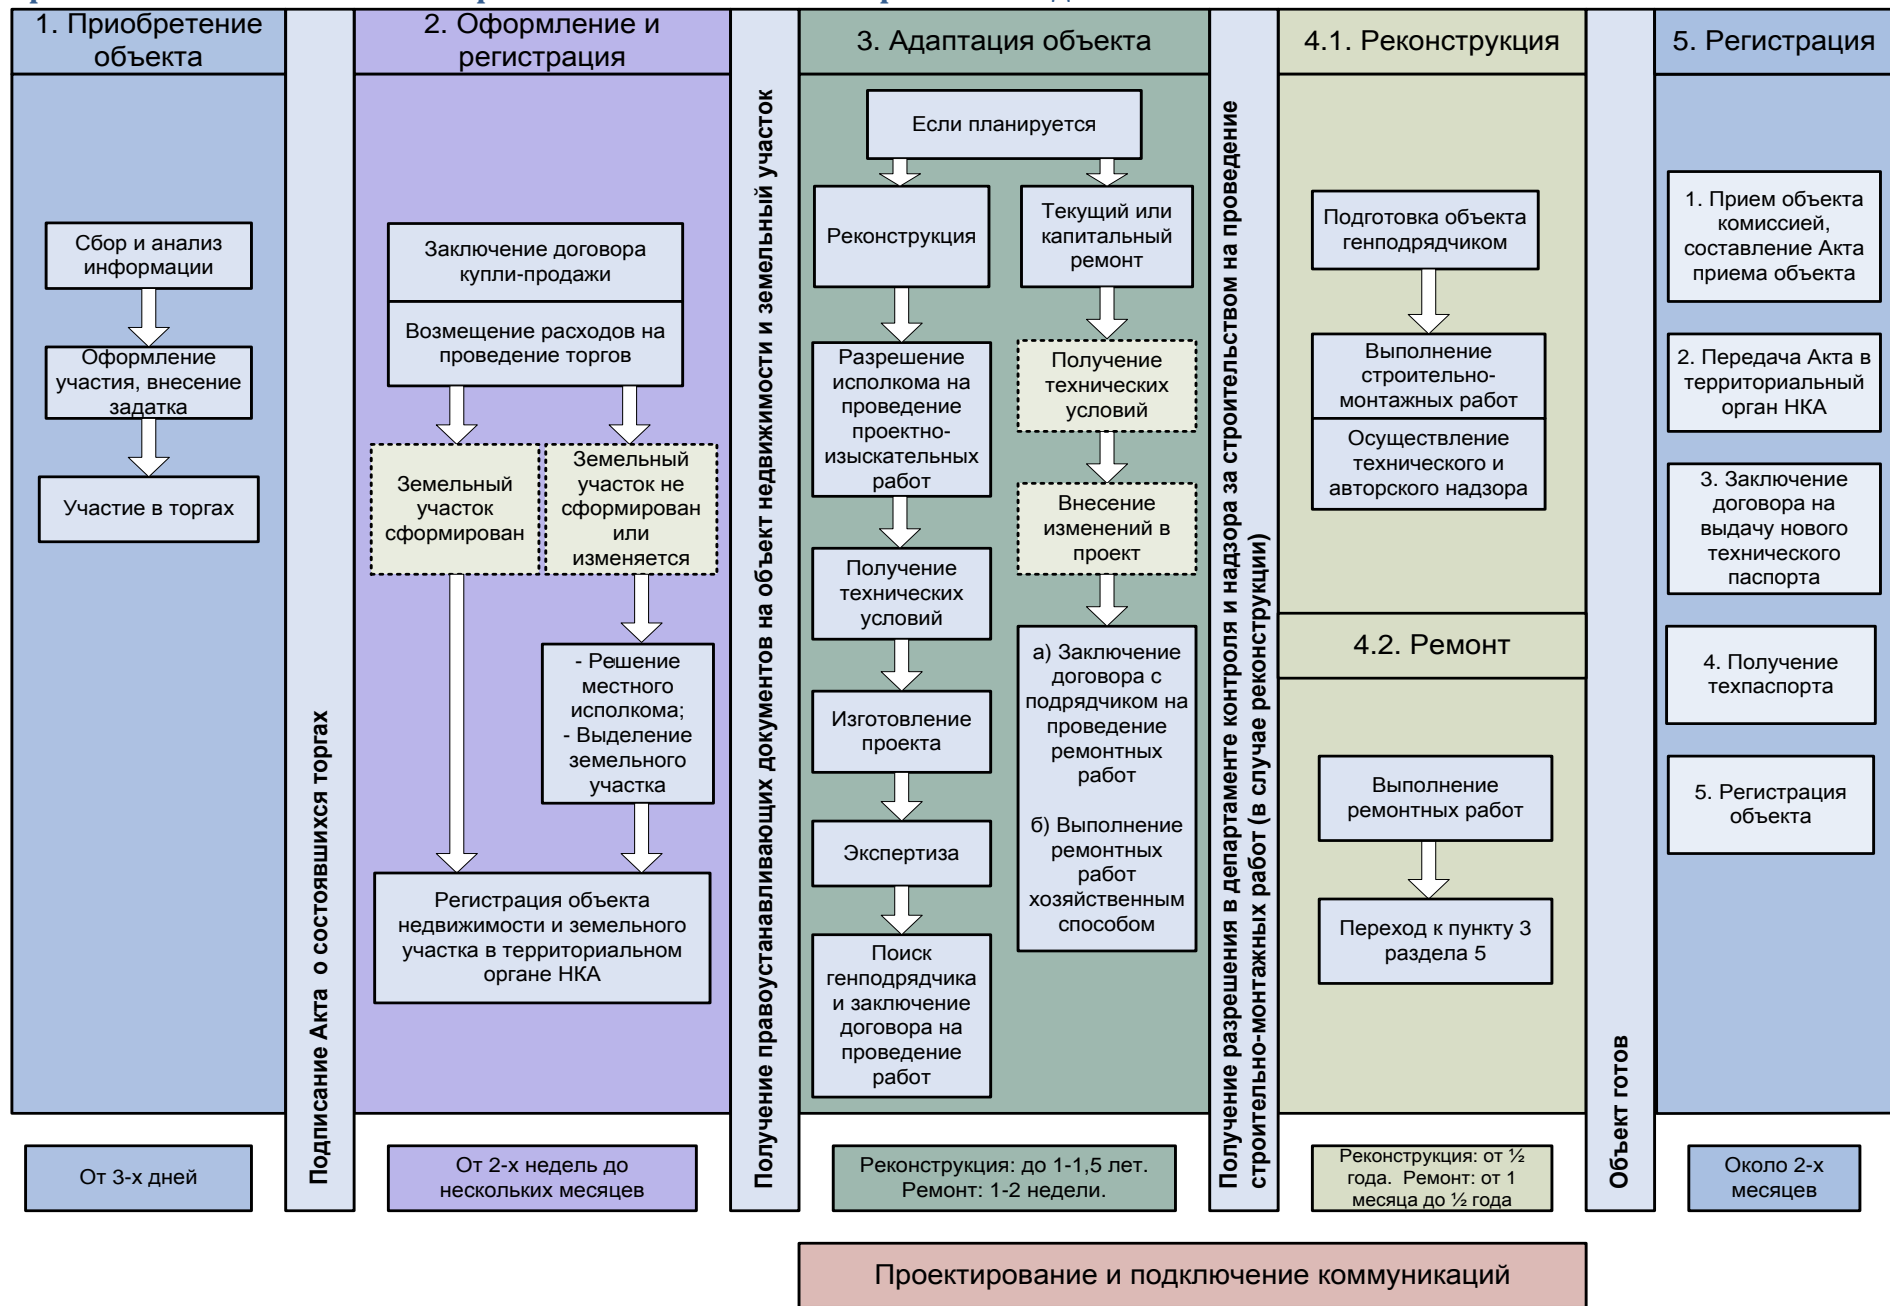 1. Приобретение
объекта
Сбор и анализ
информации
Оформление
участия, внесение
задатка
Участие в торгах
От 3-х дней
Подписание Акта о состоявшихся торгах
2. Оформление и
регистрация
Заключение договора
купли-продажи
Возмещение расходов на
проведение торгов
Земельный
участок
сформирован
Земельный
участок не
сформирован
или
изменяется
- Решение
местного
исполкома;
- Выделение
земельного
участка
Регистрация объекта
недвижимости и земельного
участка в территориальном
органе НКА
От 2-х недель до
нескольких месяцев
Получение правоустанавливающих документов на объект недвижимости и земельный участок
3. Адаптация объекта
Если планируется
Реконструкция
Разрешение
исполкома на
проведение
проектно-
изыскательных
работ
Получение
технических
условий
Изготовление
проекта
Экспертиза
Поиск
генподрядчика
и заключение
договора на
проведение
работ
Текущий или
капитальный
ремонт
Получение
технических
условий
Внесение
изменений в
проект
а) Заключение
договора с
подрядчиком на
проведение
ремонтных
работ
б) Выполнение
ремонтных
работ
хозяйственным
способом
Реконструкция: до 1-1,5 лет.
Ремонт: 1-2 недели.
Получение разрешения в департаменте контроля и надзора за строительством на проведение
строительно-монтажных работ (в случае реконструкции)
4.1. Реконструкция
Подготовка объекта
генподрядчиком
Выполнение
строительно-
монтажных работ
Осуществление
технического и
авторского надзора
4.2. Ремонт
Выполнение
ремонтных работ
Переход к пункту 3
раздела 5
Реконструкция: от ½
года. Ремонт: от 1
месяца до ½ года
Объект готов
5. Регистрация
1. Прием объекта
комиссией,
составление Акта
приема объекта
2. Передача Акта в
территориальный
орган НКА
3. Заключение
договора на
выдачу нового
технического
паспорта
4. Получение
техпаспорта
5. Регистрация
объекта
Около 2-х
месяцев
Проектирование и подключение коммуникаций